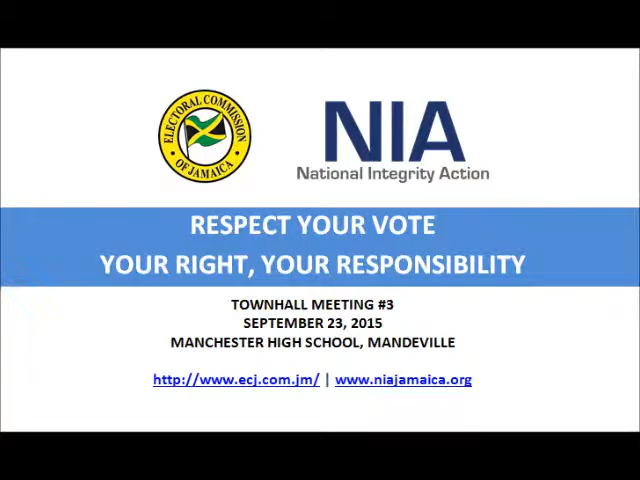 ELECTORAL COMMISSION
OF JAMAICA
NIA
National Integrity Action
RESPECT YOUR VOTE
YOUR RIGHT, YOUR RESPONSIBILITY
TOWNHALL MEETING #3
SEPTEMBER 23, 2015
MANCHESTER HIGH SCHOOL, MANDEVILLE
http://www.ecj.com.jm/ | www.niajamaica.org